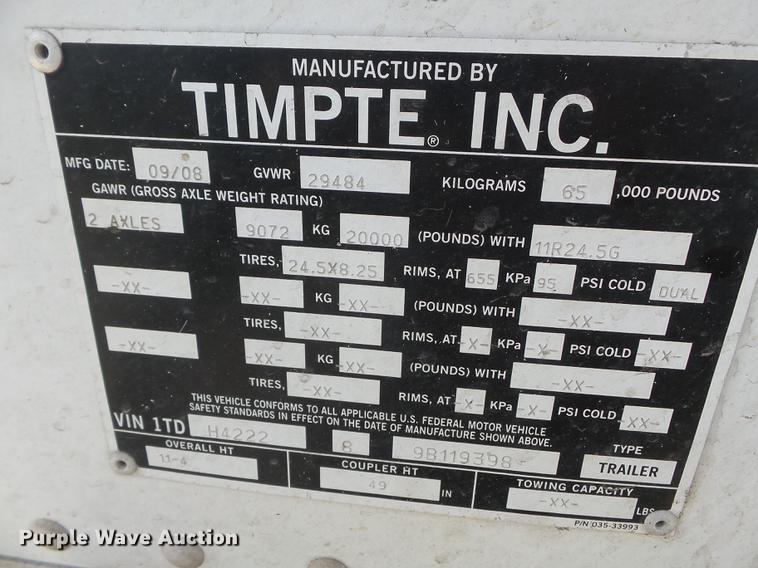 MANUFACTURED BY
TIMPTE® INC.
MFG DATE: 09/08 GVWR 29484 KILOGRAMS 65 ,000 POUNDS
GAWR (GROSS AXLE WEIGHT RATING)
2 AXLES 9072 KG 20000 (POUNDS) WITH 11R24.5G
TIRES, 24.5X8.25 RIMS, AT 655 KPa 95 PSI COLD DUAL
-XX- -XX- KG -XX- (POUNDS) WITH -XX-
TIRES, -XX- RIMS, AT -X- KPa -X- PSI COLD -XX-
-XX- -XX- KG -XX- (POUNDS) WITH -XX-
TIRES, -XX- RIMS, AT -X- KPa -X- PSI COLD -XX-
THIS VEHICLE CONFORMS TO ALL APPLICABLE U.S. FEDERAL MOTOR VEHICLE
SAFETY STANDARDS IN EFFECT ON THE DATE OF MANUFACTURE SHOWN ABOVE.
VIN 1TD H4222 8 9B119398 TYPE
TRAILER
OVERALL HT COUPLER HT TOWING CAPACITY
11-4 49 IN -XX- LBS
P/N 035-33993
Purple Wave Auction